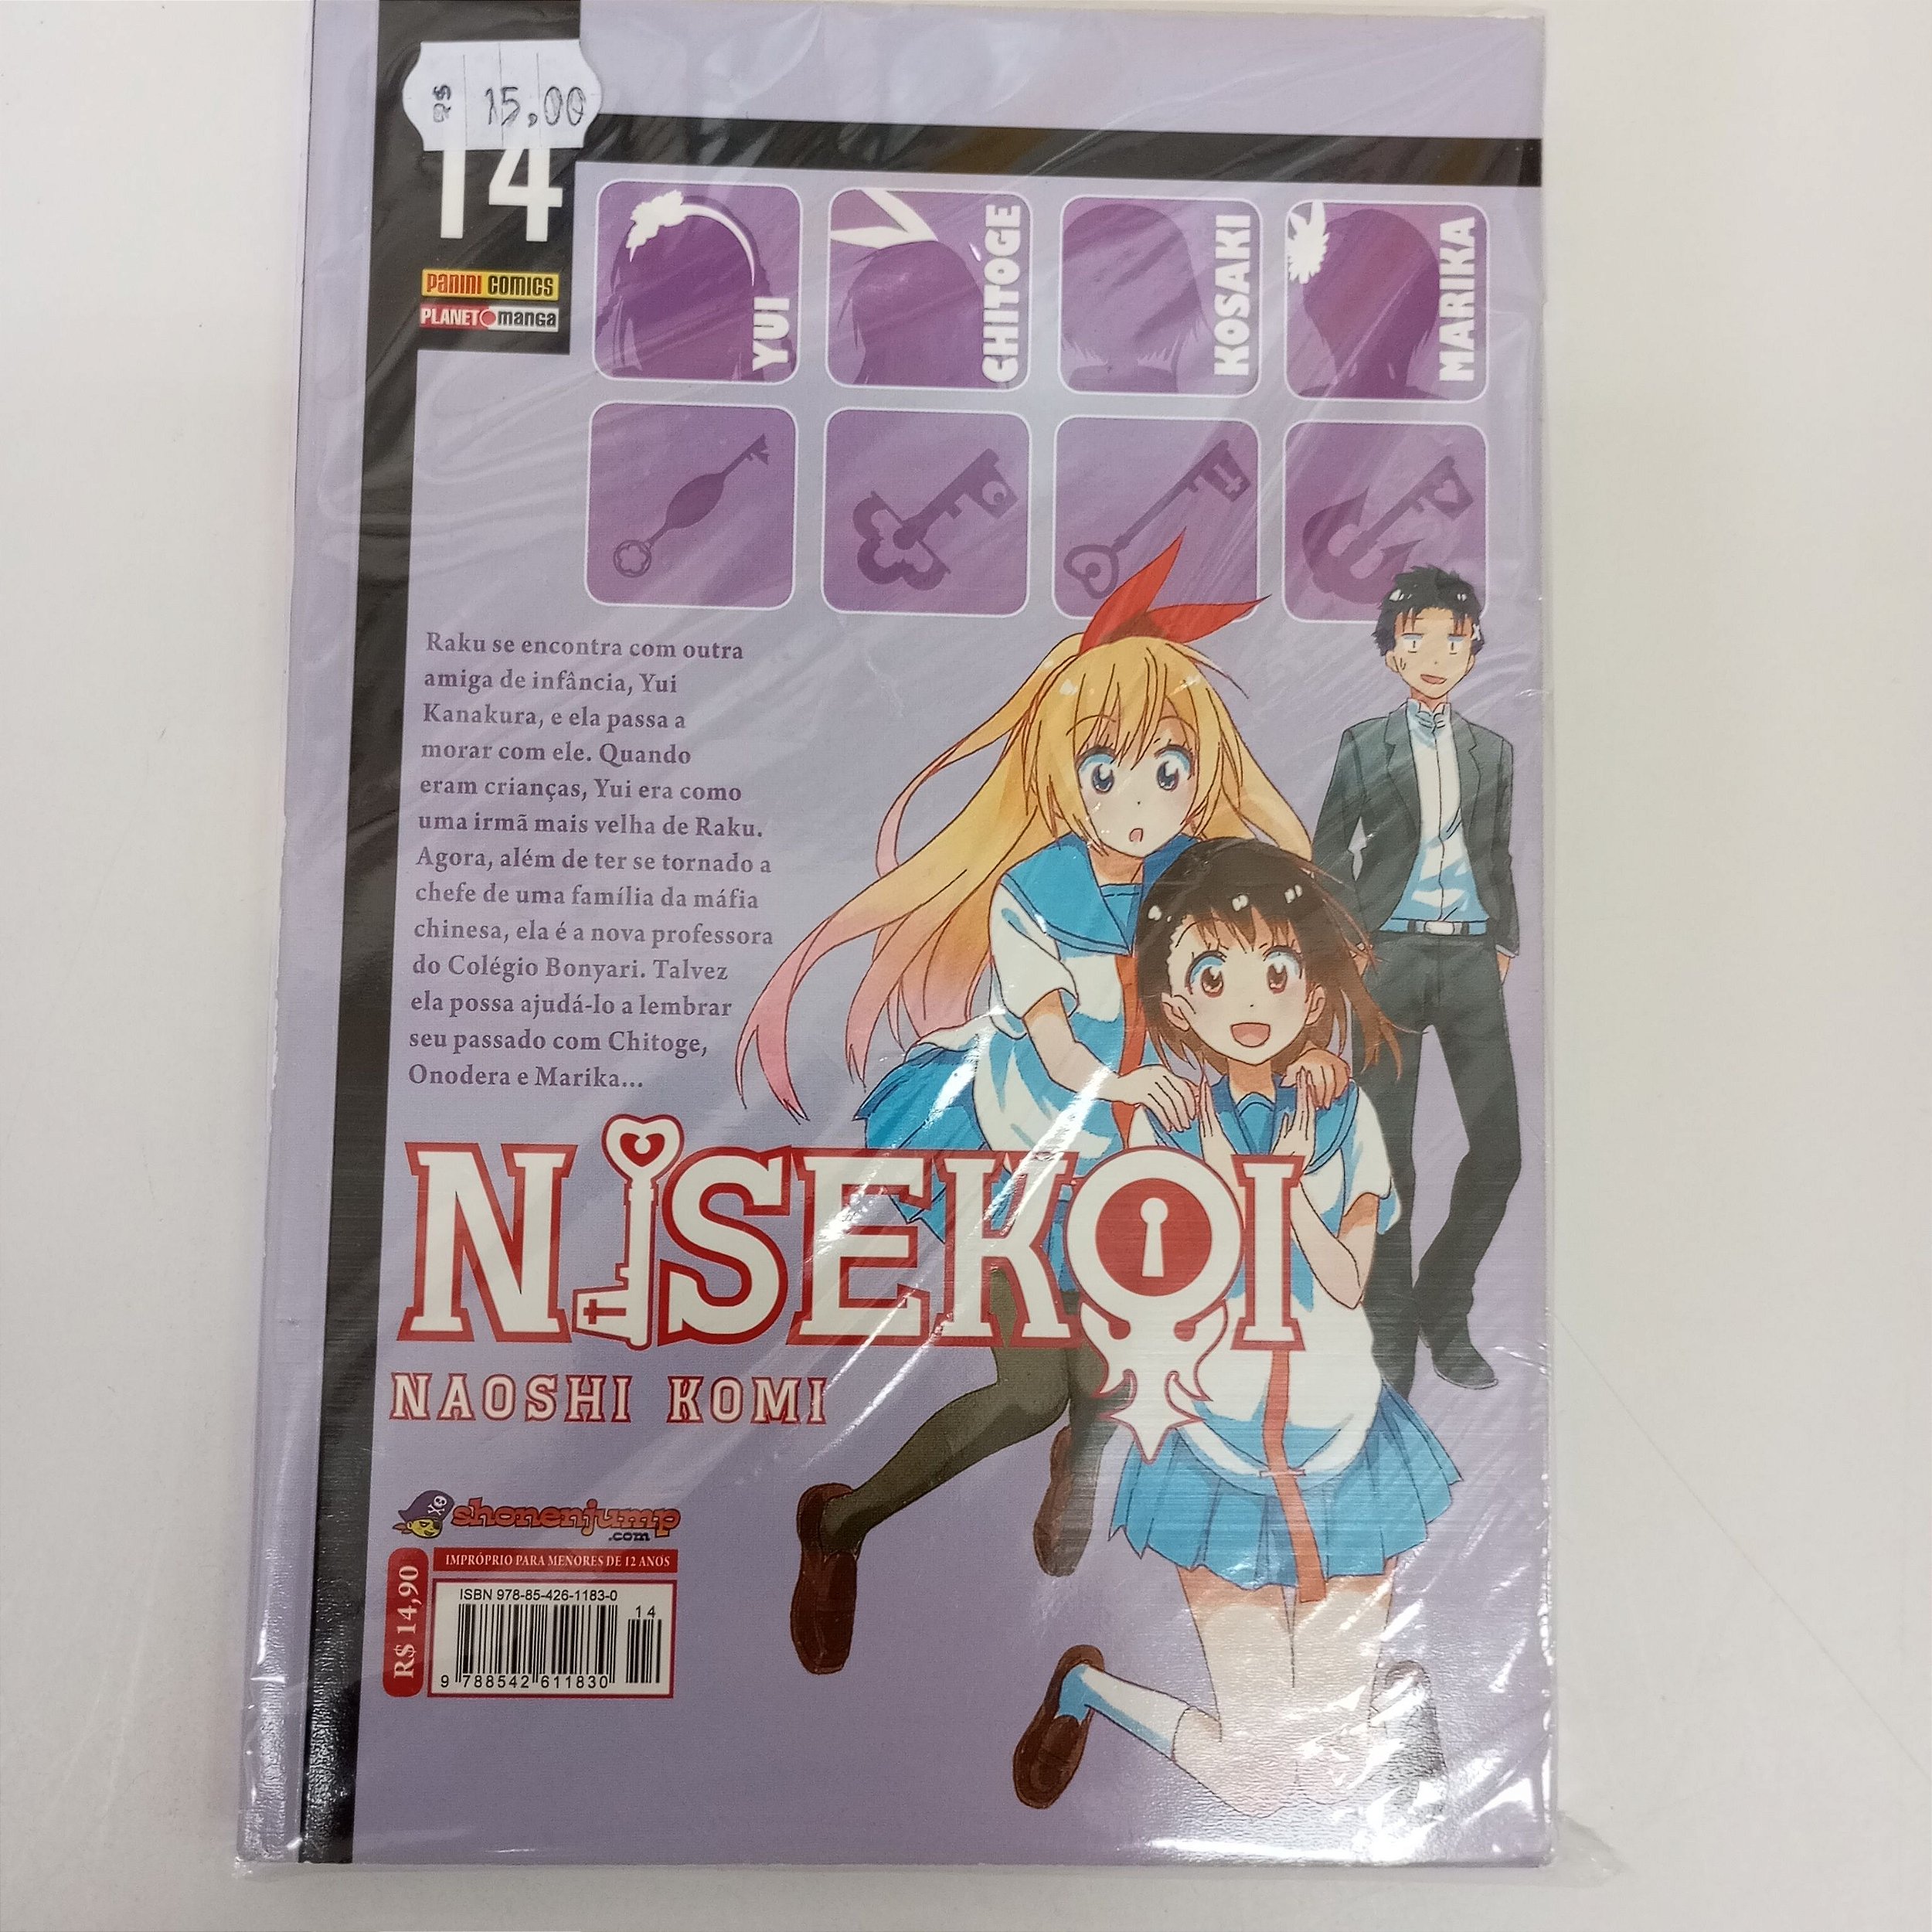 R$ 15,00
14
PANINI COMICS
PLANET manga
YUI
CHITOGE
KOSAKI
MARIKA
Raku se encontra com outra
amiga de infância, Yui
Kanakura, e ela passa a
morar com ele. Quando
eram crianças, Yui era como
uma irmã mais velha de Raku.
Agora, além de ter se tornado a
chefe de uma família da máfia
chinesa, ela é a nova professora
do Colégio Bonyari. Talvez
ela possa ajudá-lo a lembrar
seu passado com Chitoge,
Onodera e Marika...
NISEKOI
NAOSHI KOMI
shonenjump
.com
IMPRÓPRIO PARA MENORES DE 12 ANOS
R$ 14,90
ISBN 978-85-426-1183-0
14
9 788542 611830